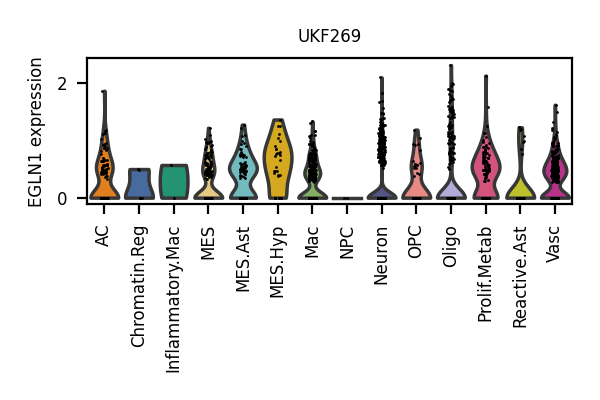 UKF269
EGLN1 expression
2
0
AC
Chromatin.Reg
Inflammatory.Mac
MES
MES.Ast
MES.Hyp
Mac
NPC
Neuron
OPC
Oligo
Prolif.Metab
Reactive.Ast
Vasc